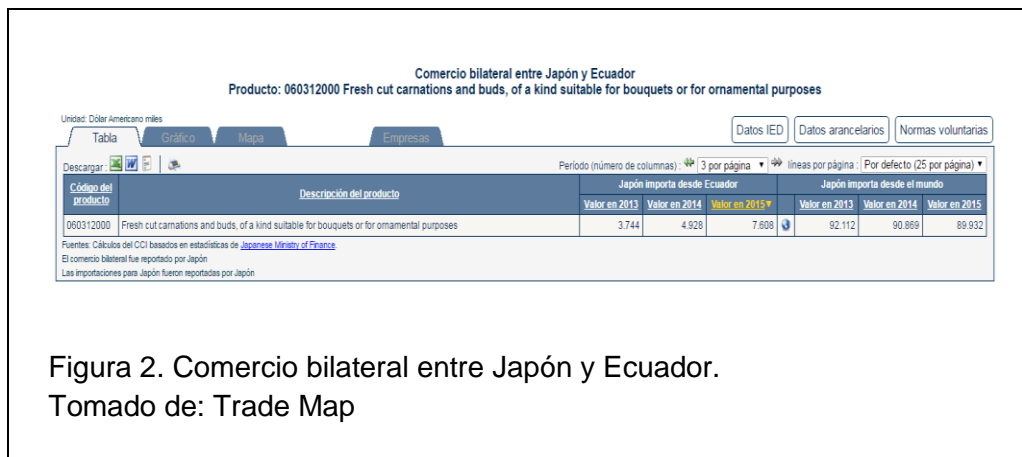 Comercio bilateral entre Japón y Ecuador
Producto: 060312000 Fresh cut carnations and buds, of a kind suitable for bouquets or for ornamental purposes
Unidad: Dólar Americano miles
Tabla Gráfico Mapa Empresas Datos IED Datos arancelarios Normas voluntarias
Descargar: Período (número de columnas) : 3 por página líneas por página : Por defecto (25 por página)
Código del producto Descripción del producto Japón importa desde Ecuador Japón importa desde el mundo
Valor en 2013 Valor en 2014 Valor en 2015 Valor en 2013 Valor en 2014 Valor en 2015
060312000 Fresh cut carnations and buds, of a kind suitable for bouquets or for ornamental purposes 3.744 4.928 7.608 92.112 90.869 89.932
Fuentes: Cálculos del CCI basados en estadísticas de Japanese Ministry of Finance.
El comercio bilateral fue reportado por Japón
Las importaciones para Japón fueron reportadas por Japón
Figura 2. Comercio bilateral entre Japón y Ecuador.
Tomado de: Trade Map